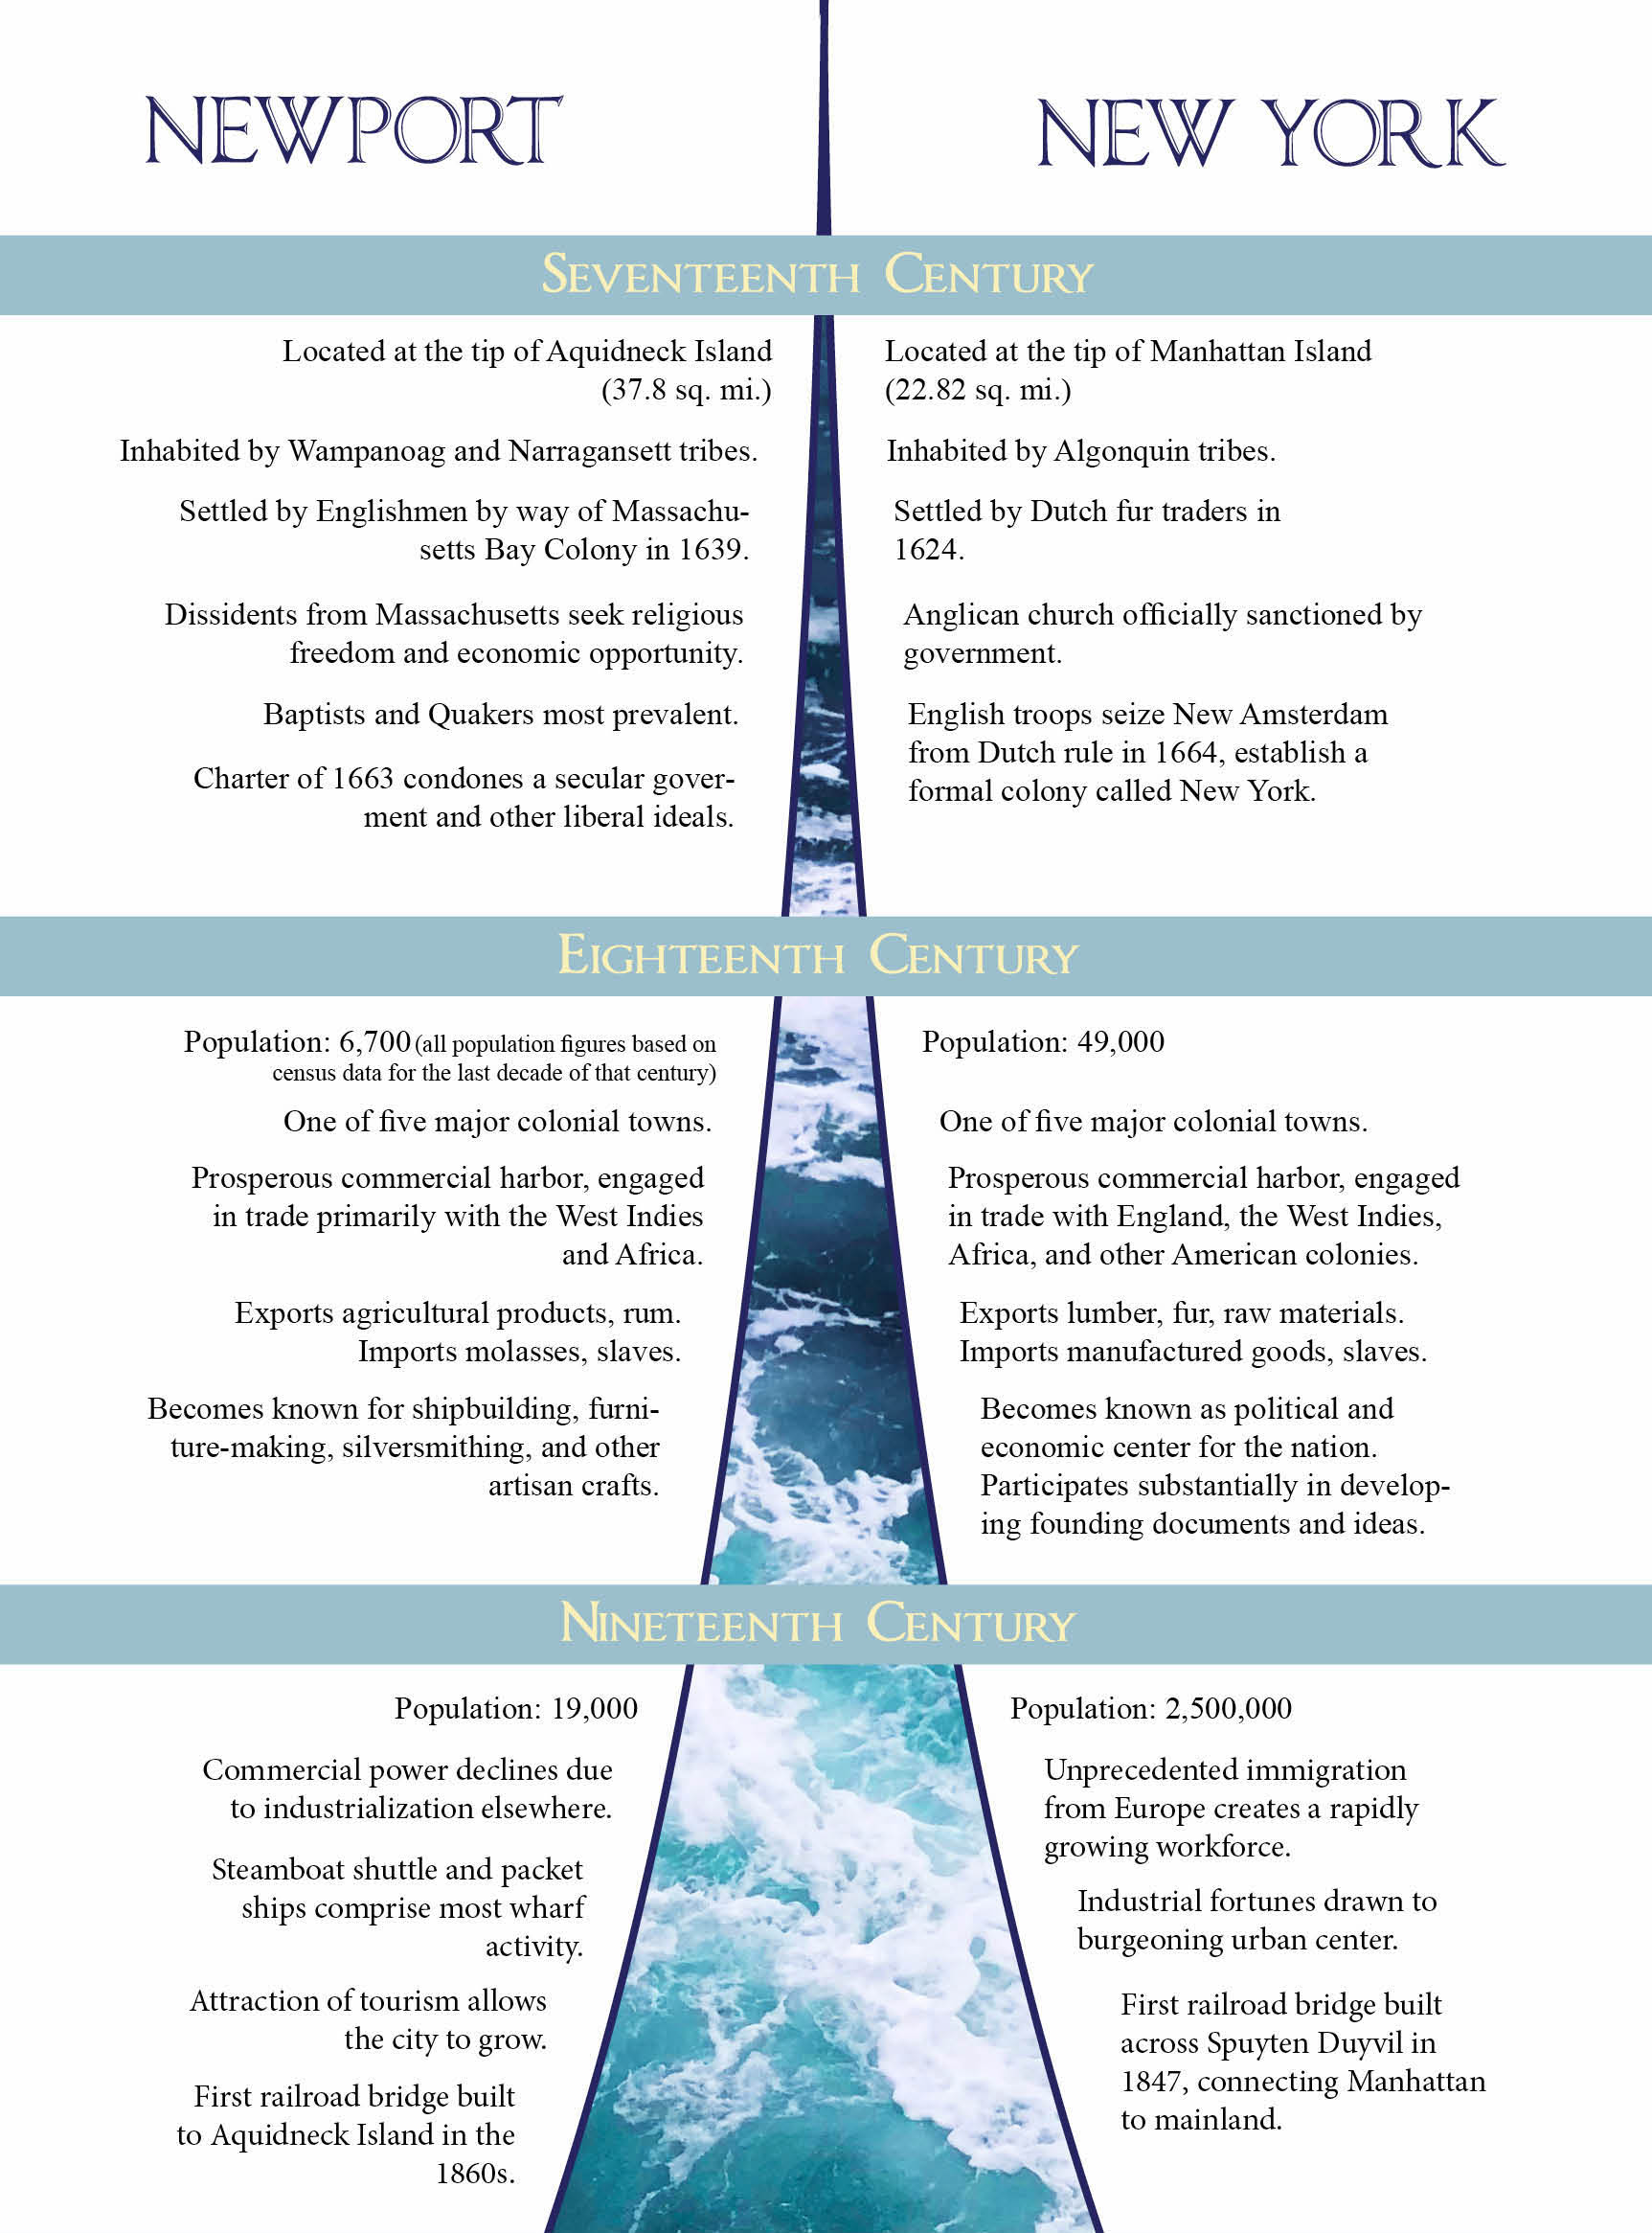 NEWPORT
NEW YORK
SEVENTEENTH CENTURY
Located at the tip of Aquidneck Island
(37.8 sq. mi.)
Inhabited by Wampanoag and Narragansett tribes.
Settled by Englishmen by way of Massachu-
setts Bay Colony in 1639.
Dissidents from Massachusetts seek religious
freedom and economic opportunity.
Baptists and Quakers most prevalent.
Charter of 1663 condones a secular gover-
ment and other liberal ideals.
Located at the tip of Manhattan Island
(22.82 sq. mi.)
Inhabited by Algonquin tribes.
Settled by Dutch fur traders in
1624.
Anglican church officially sanctioned by
government.
English troops seize New Amsterdam
from Dutch rule in 1664, establish a
formal colony called New York.
EIGHTEENTH CENTURY
Population: 6,700 (all population figures based on
census data for the last decade of that century)
One of five major colonial towns.
Prosperous commercial harbor, engaged
in trade primarily with the West Indies
and Africa.
Exports agricultural products, rum.
Imports molasses, slaves.
Becomes known for shipbuilding, furni-
ture-making, silversmithing, and other
artisan crafts.
Population: 49,000
One of five major colonial towns.
Prosperous commercial harbor, engaged
in trade with England, the West Indies,
Africa, and other American colonies.
Exports lumber, fur, raw materials.
Imports manufactured goods, slaves.
Becomes known as political and
economic center for the nation.
Participates substantially in develop-
ing founding documents and ideas.
NINETEENTH CENTURY
Population: 19,000
Commercial power declines due
to industrialization elsewhere.
Steamboat shuttle and packet
ships comprise most wharf
activity.
Attraction of tourism allows
the city to grow.
First railroad bridge built
to Aquidneck Island in the
1860s.
Population: 2,500,000
Unprecedented immigration
from Europe creates a rapidly
growing workforce.
Industrial fortunes drawn to
burgeoning urban center.
First railroad bridge built
across Spuyten Duyvil in
1847, connecting Manhattan
to mainland.